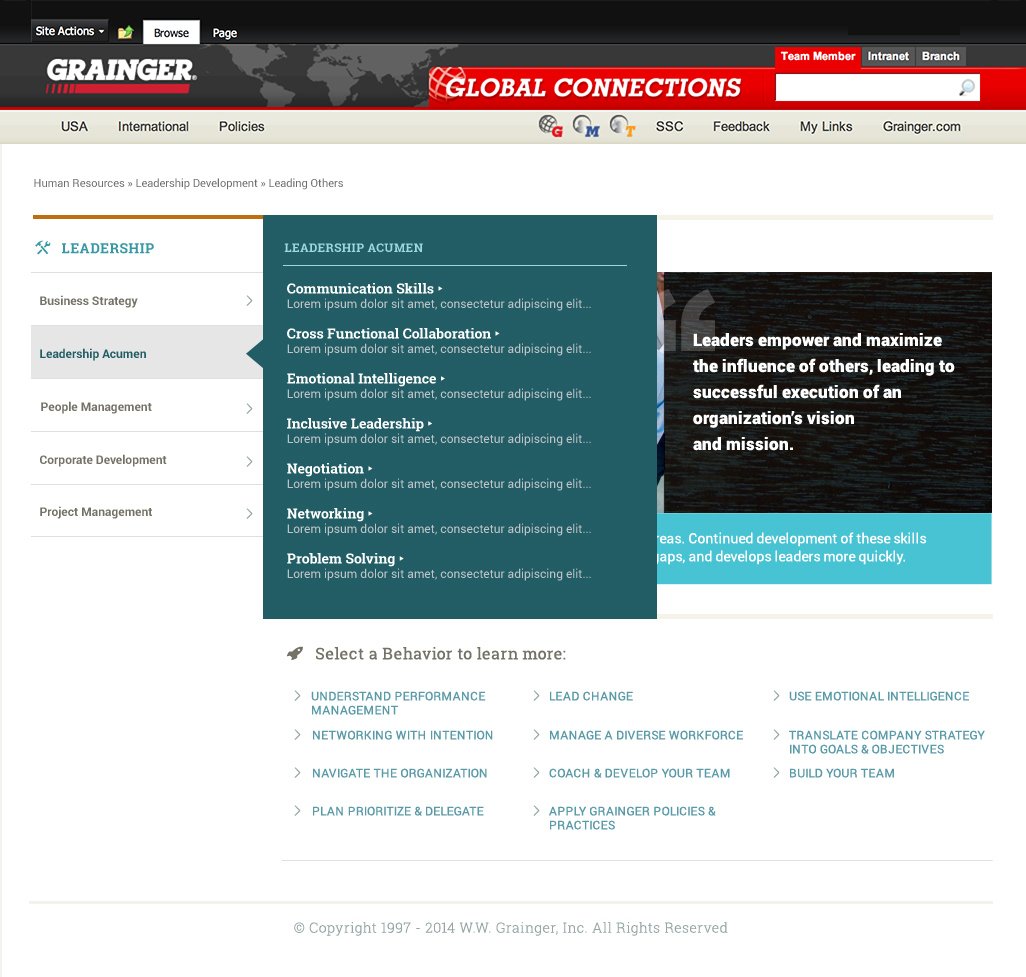 Site Actions
Browse
Page
GRAINGER®
GLOBAL CONNECTIONS
Team Member
Intranet
Branch
USA
International
Policies
G
M
T
SSC
Feedback
My Links
Grainger.com
Human Resources » Leadership Development » Leading Others
LEADERSHIP
Business Strategy
Leadership Acumen
People Management
Corporate Development
Project Management
LEADERSHIP ACUMEN
Communication Skills
Lorem ipsum dolor sit amet, consectetur adipiscing elit...
Cross Functional Collaboration
Lorem ipsum dolor sit amet, consectetur adipiscing elit...
Emotional Intelligence
Lorem ipsum dolor sit amet, consectetur adipiscing elit...
Inclusive Leadership
Lorem ipsum dolor sit amet, consectetur adipiscing elit...
Negotiation
Lorem ipsum dolor sit amet, consectetur adipiscing elit...
Networking
Lorem ipsum dolor sit amet, consectetur adipiscing elit...
Problem Solving
Lorem ipsum dolor sit amet, consectetur adipiscing elit...
“
Leaders empower and maximize
the influence of others, leading to
successful execution of an
organization’s vision
and mission.
reas. Continued development of these skills
gaps, and develops leaders more quickly.
Select a Behavior to learn more:
UNDERSTAND PERFORMANCE
MANAGEMENT
NETWORKING WITH INTENTION
NAVIGATE THE ORGANIZATION
PLAN PRIORITIZE & DELEGATE
LEAD CHANGE
MANAGE A DIVERSE WORKFORCE
COACH & DEVELOP YOUR TEAM
APPLY GRAINGER POLICIES &
PRACTICES
USE EMOTIONAL INTELLIGENCE
TRANSLATE COMPANY STRATEGY
INTO GOALS & OBJECTIVES
BUILD YOUR TEAM
© Copyright 1997 - 2014 W.W. Grainger, Inc. All Rights Reserved